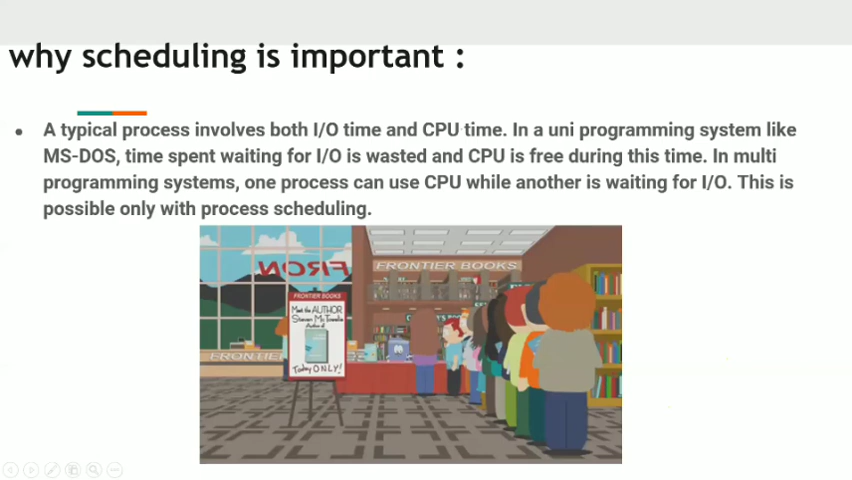 why scheduling is important :
• A typical process involves both I/O time and CPU time. In a uni programming system like
MS-DOS, time spent waiting for I/O is wasted and CPU is free during this time. In multi
programming systems, one process can use CPU while another is waiting for I/O. This is
possible only with process scheduling.
FRON
FRONTIER BOOKS
FRONTIER BOOKS
Meet the AUTHOR
Today ONLY!
FRONTIE